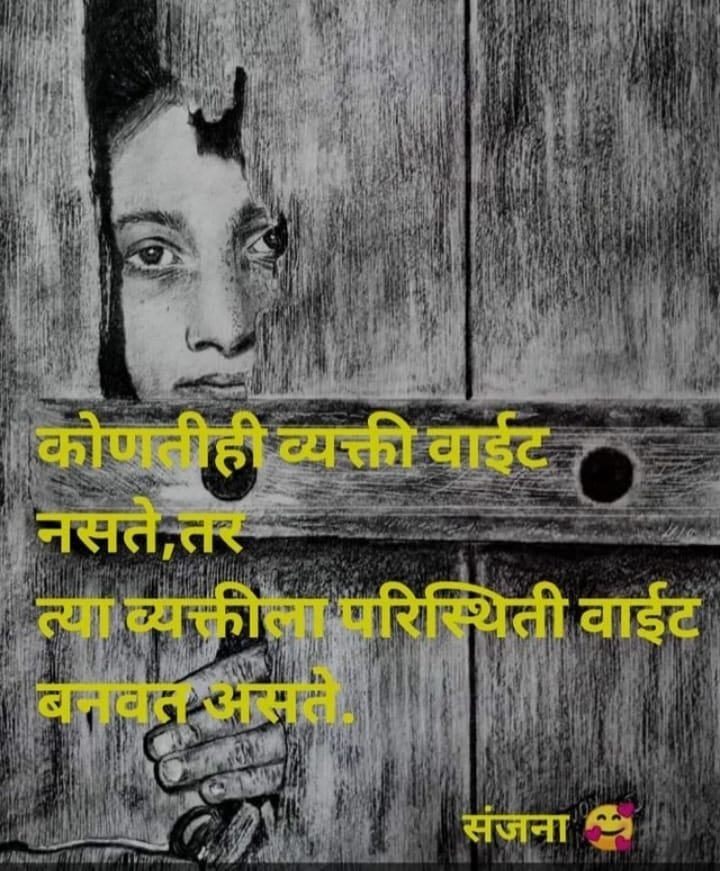 कोणतीही व्यक्ती वाईट
नसते,तर
त्या व्यक्तीला परिस्थिती वाईट
बनवत असते.
संजना 🥰